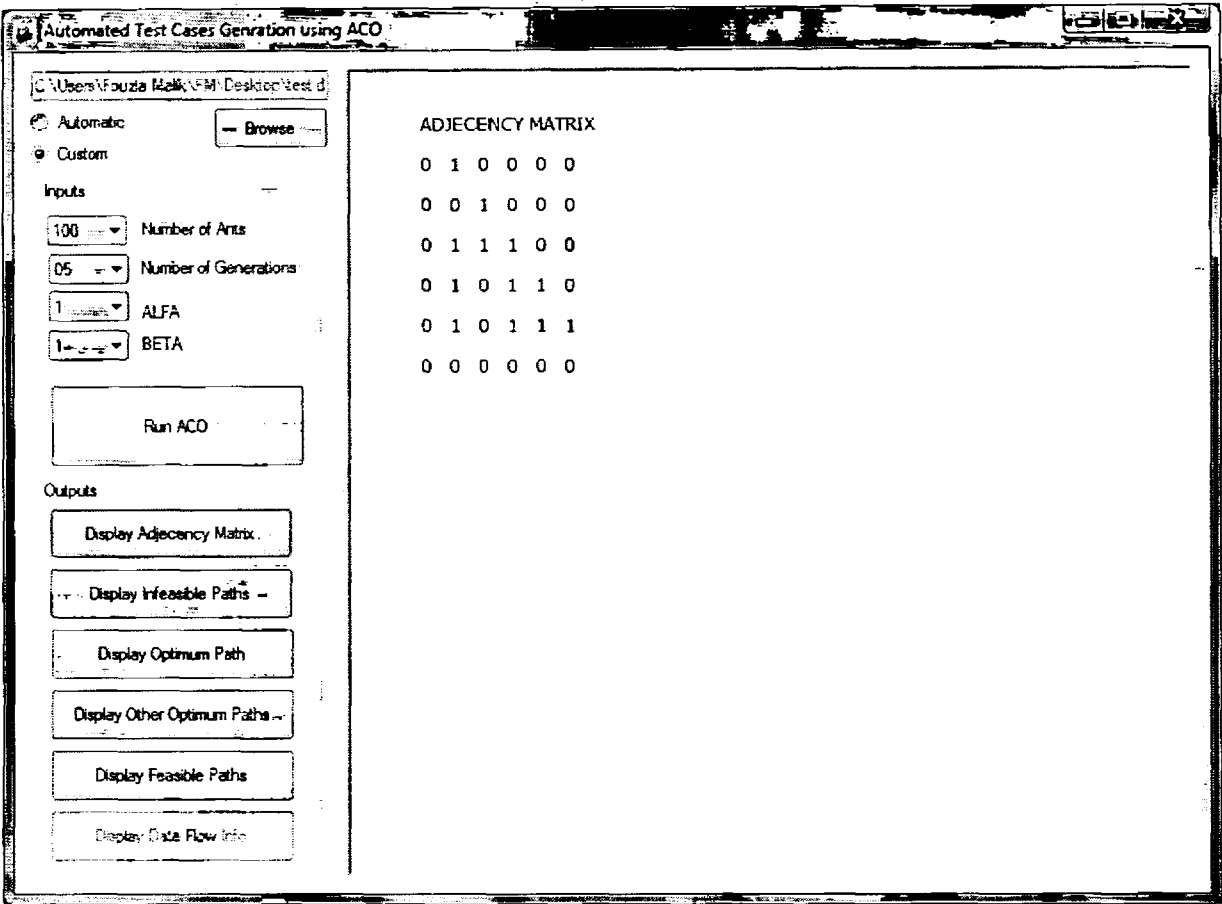 Automated Test Cases Genration using ACO
C:\Users\Fouzia Malik\FM\Desktop\test d
Automatic
Browse
Custom
Inputs
100 Number of Ants
05 Number of Generations
1 ALFA
1 BETA
Run ACO
Outputs
Display Adjecency Matrix
Display Infeasible Paths
Display Optimum Path
Display Other Optimum Paths
Display Feasible Paths
Display Data Flow Info
ADJECENCY MATRIX
0 1 0 0 0 0
0 0 1 0 0 0
0 1 1 1 0 0
0 1 0 1 1 0
0 1 0 1 1 1
0 0 0 0 0 0